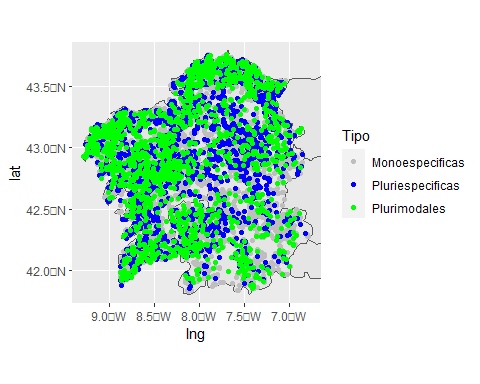 43.5□N
43.0□N
42.5□N
42.0□N
lat
9.0□W
8.5□W
8.0□W
7.5□W
7.0□W
lng
Tipo
Monoespecificas
Pluriespecificas
Plurimodales